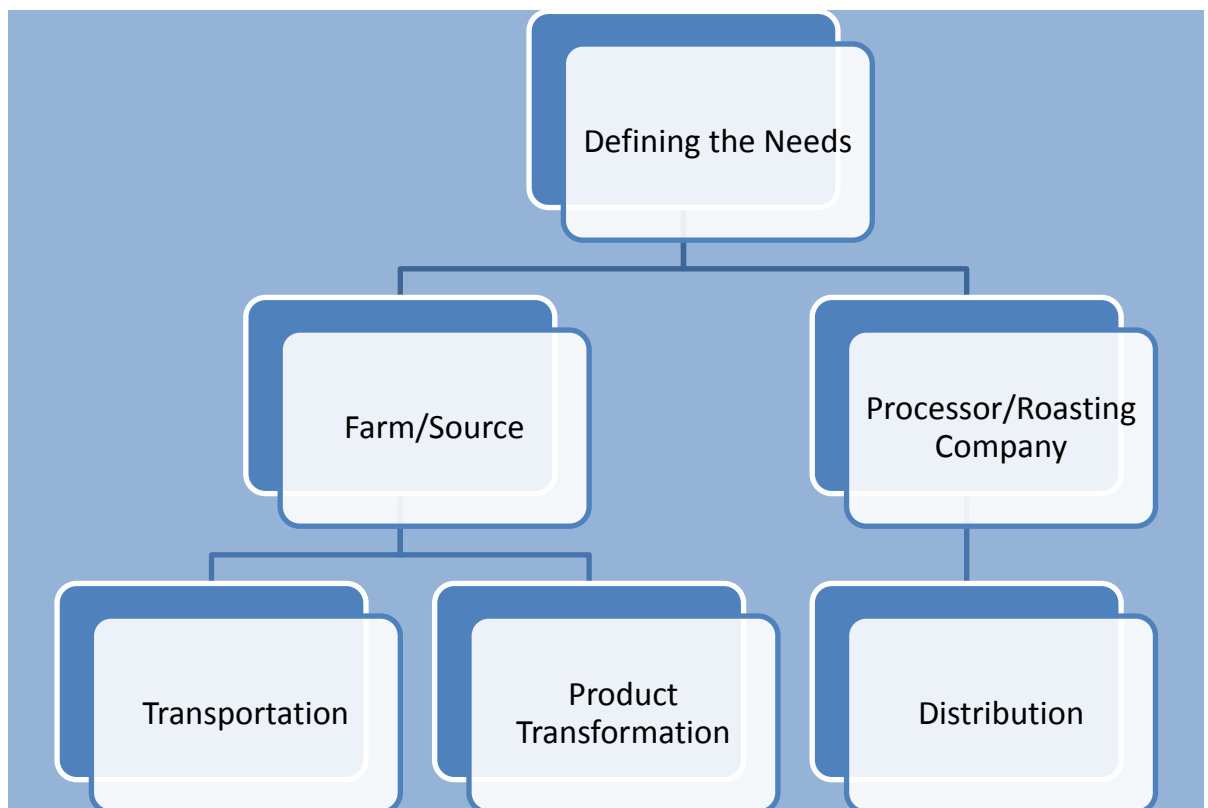 Defining the Needs
Farm/Source
Processor/Roasting
Company
Transportation
Product
Transformation
Distribution